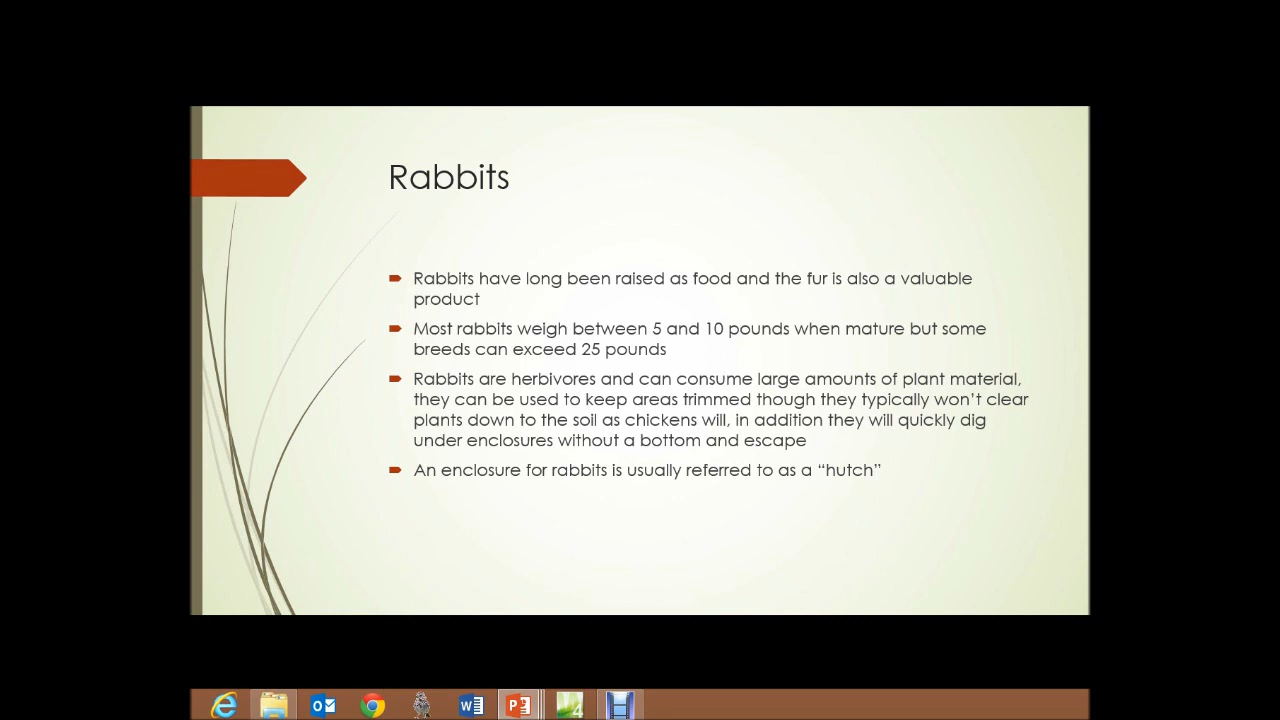 Rabbits
Rabbits have long been raised as food and the fur is also a valuable
product
Most rabbits weigh between 5 and 10 pounds when mature but some
breeds can exceed 25 pounds
Rabbits are herbivores and can consume large amounts of plant material,
they can be used to keep areas trimmed though they typically won’t clear
plants down to the soil as chickens will, in addition they will quickly dig
under enclosures without a bottom and escape
An enclosure for rabbits is usually referred to as a “hutch”